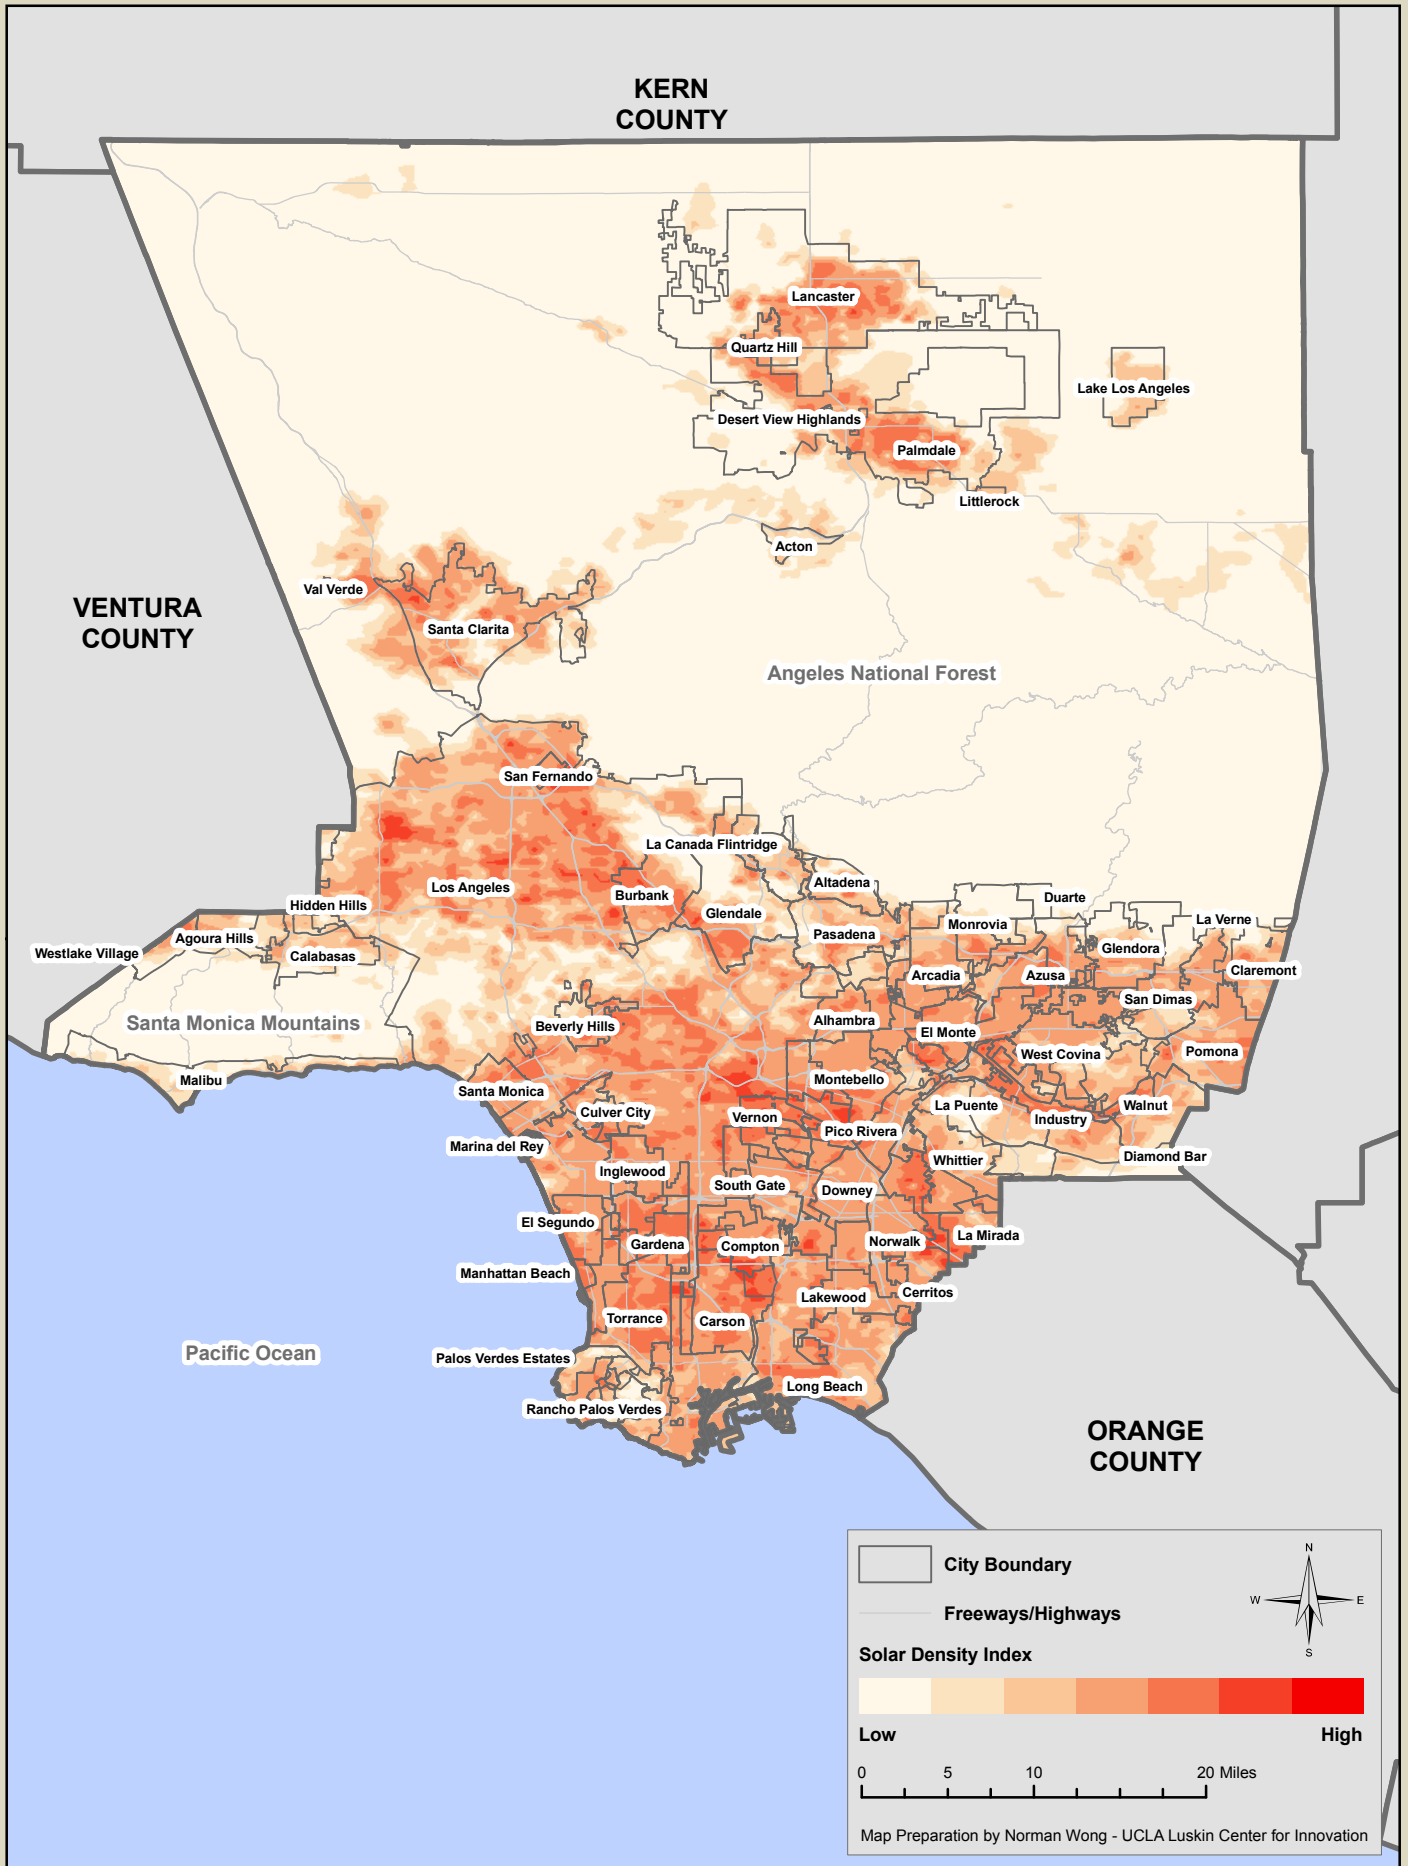 KERN
COUNTY
Lancaster
Quartz Hill
Lake Los Angeles
Desert View Highlands
Palmdale
Littlerock
Acton
Val Verde
VENTURA
COUNTY
Santa Clarita
Angeles National Forest
San Fernando
La Canada Flintridge
Altadena
Los Angeles
Burbank
Duarte
Hidden Hills
Glendale
La Verne
Monrovia
Agoura Hills
Pasadena
Westlake Village
Calabasas
Glendora
Arcadia
Azusa
Claremont
San Dimas
Santa Monica Mountains
Beverly Hills
Alhambra
El Monte
Pomona
West Covina
Malibu
Montebello
Santa Monica
La Puente
Walnut
Culver City
Vernon
Industry
Pico Rivera
Marina del Rey
Diamond Bar
Whittier
Inglewood
South Gate
Downey
El Segundo
La Mirada
Gardena
Compton
Norwalk
Manhattan Beach
Cerritos
Lakewood
Torrance
Carson
Pacific Ocean
Palos Verdes Estates
Long Beach
Rancho Palos Verdes
ORANGE
COUNTY
N
City Boundary
W
E
Freeways/Highways
S
Solar Density Index
Low
High
0
5
10
20 Miles
Map Preparation by Norman Wong - UCLA Luskin Center for Innovation